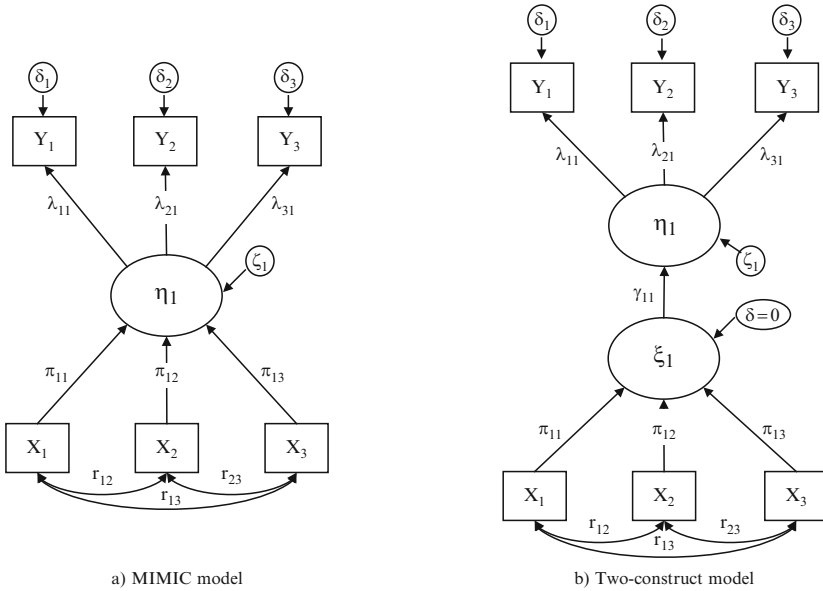 δ1 δ2 δ3
Y1 Y2 Y3
λ11 λ21 λ31
η1 ζ1
π11 π12 π13
X1 X2 X3
r12 r23
r13
a) MIMIC model
δ1 δ2 δ3
Y1 Y2 Y3
λ11 λ21 λ31
η1
ζ1
γ11
δ=0
ξ1
π11 π12 π13
X1 X2 X3
r12 r23
r13
b) Two-construct model